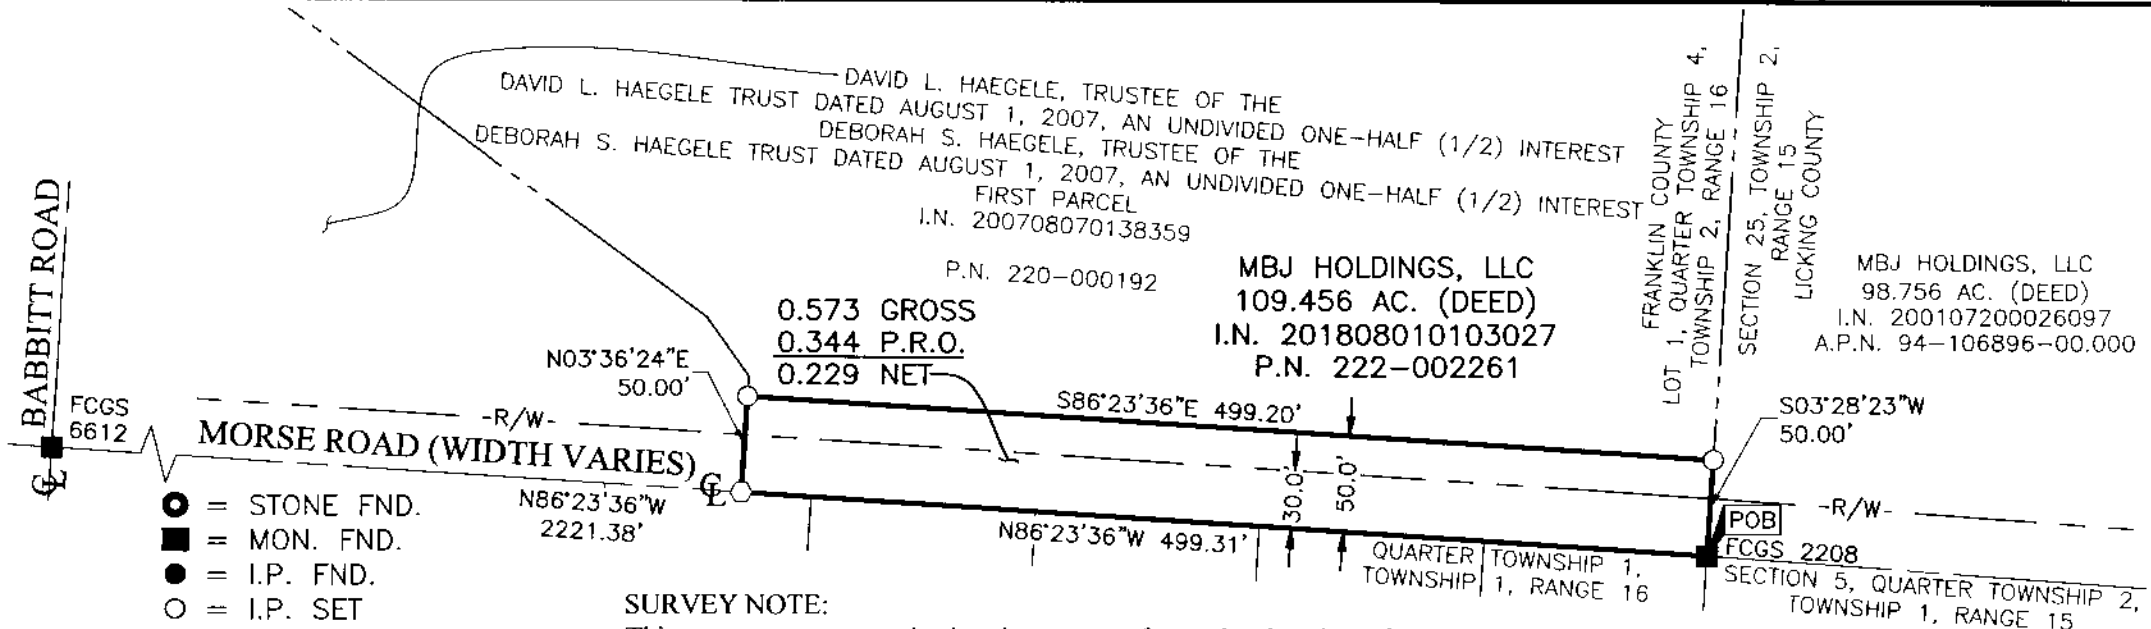 DAVID L. HAEGELE, TRUSTEE OF THE
DAVID L. HAEGELE TRUST DATED AUGUST 1, 2007, AN UNDIVIDED ONE-HALF (1/2) INTEREST
DEBORAH S. HAEGELE, TRUSTEE OF THE
DEBORAH S. HAEGELE TRUST DATED AUGUST 1, 2007, AN UNDIVIDED ONE-HALF (1/2) INTEREST
FIRST PARCEL
I.N. 200708070138359
P.N. 220-000192
MBJ HOLDINGS, LLC
109.456 AC. (DEED)
I.N. 201808010103027
P.N. 222-002261
FRANKLIN COUNTY
LOT 1, QUARTER TOWNSHIP 4,
TOWNSHIP 2, RANGE 16
SECTION 25, TOWNSHIP 2,
RANGE 15
LICKING COUNTY
MBJ HOLDINGS, LLC
98.756 AC. (DEED)
I.N. 200107200026097
A.P.N. 94-106896-00.000
BABBITT ROAD
FCGS
6612
0.573 GROSS
0.344 P.R.O.
0.229 NET
N03°36'24"E
50.00'
S86°23'36"E 499.20'
S03°28'23"W
50.00'
-R/W-
MORSE ROAD (WIDTH VARIES)
N86°23'36"W
2221.38'
N86°23'36"W 499.31'
30.0'
50.0'
-R/W-
POB
FCGS 2208
QUARTER TOWNSHIP 1,
TOWNSHIP 1, RANGE 16
SECTION 5, QUARTER TOWNSHIP 2,
TOWNSHIP 1, RANGE 15
= STONE FND.
= MON. FND.
= I.P. FND.
= I.P. SET
SURVEY NOTE: